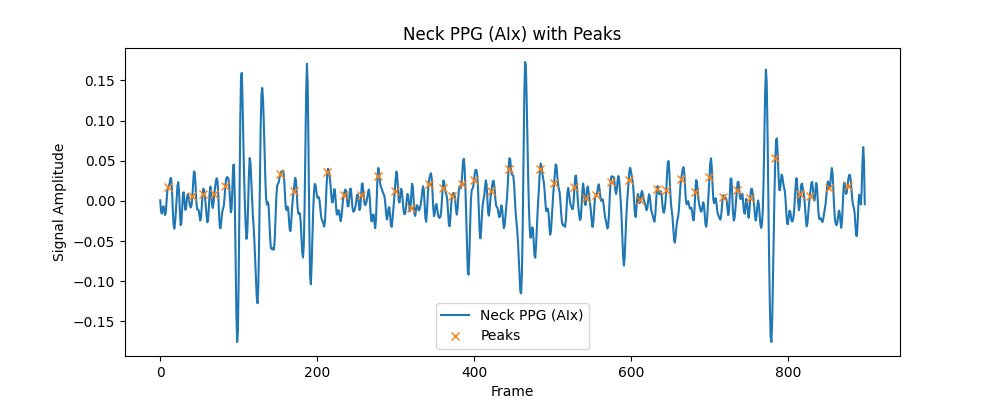 Neck PPG (AIx) with Peaks
Signal Amplitude
0.15
0.10
0.05
0.00
−0.05
−0.10
−0.15
Neck PPG (AIx)
Peaks
0 200 400 600 800
Frame